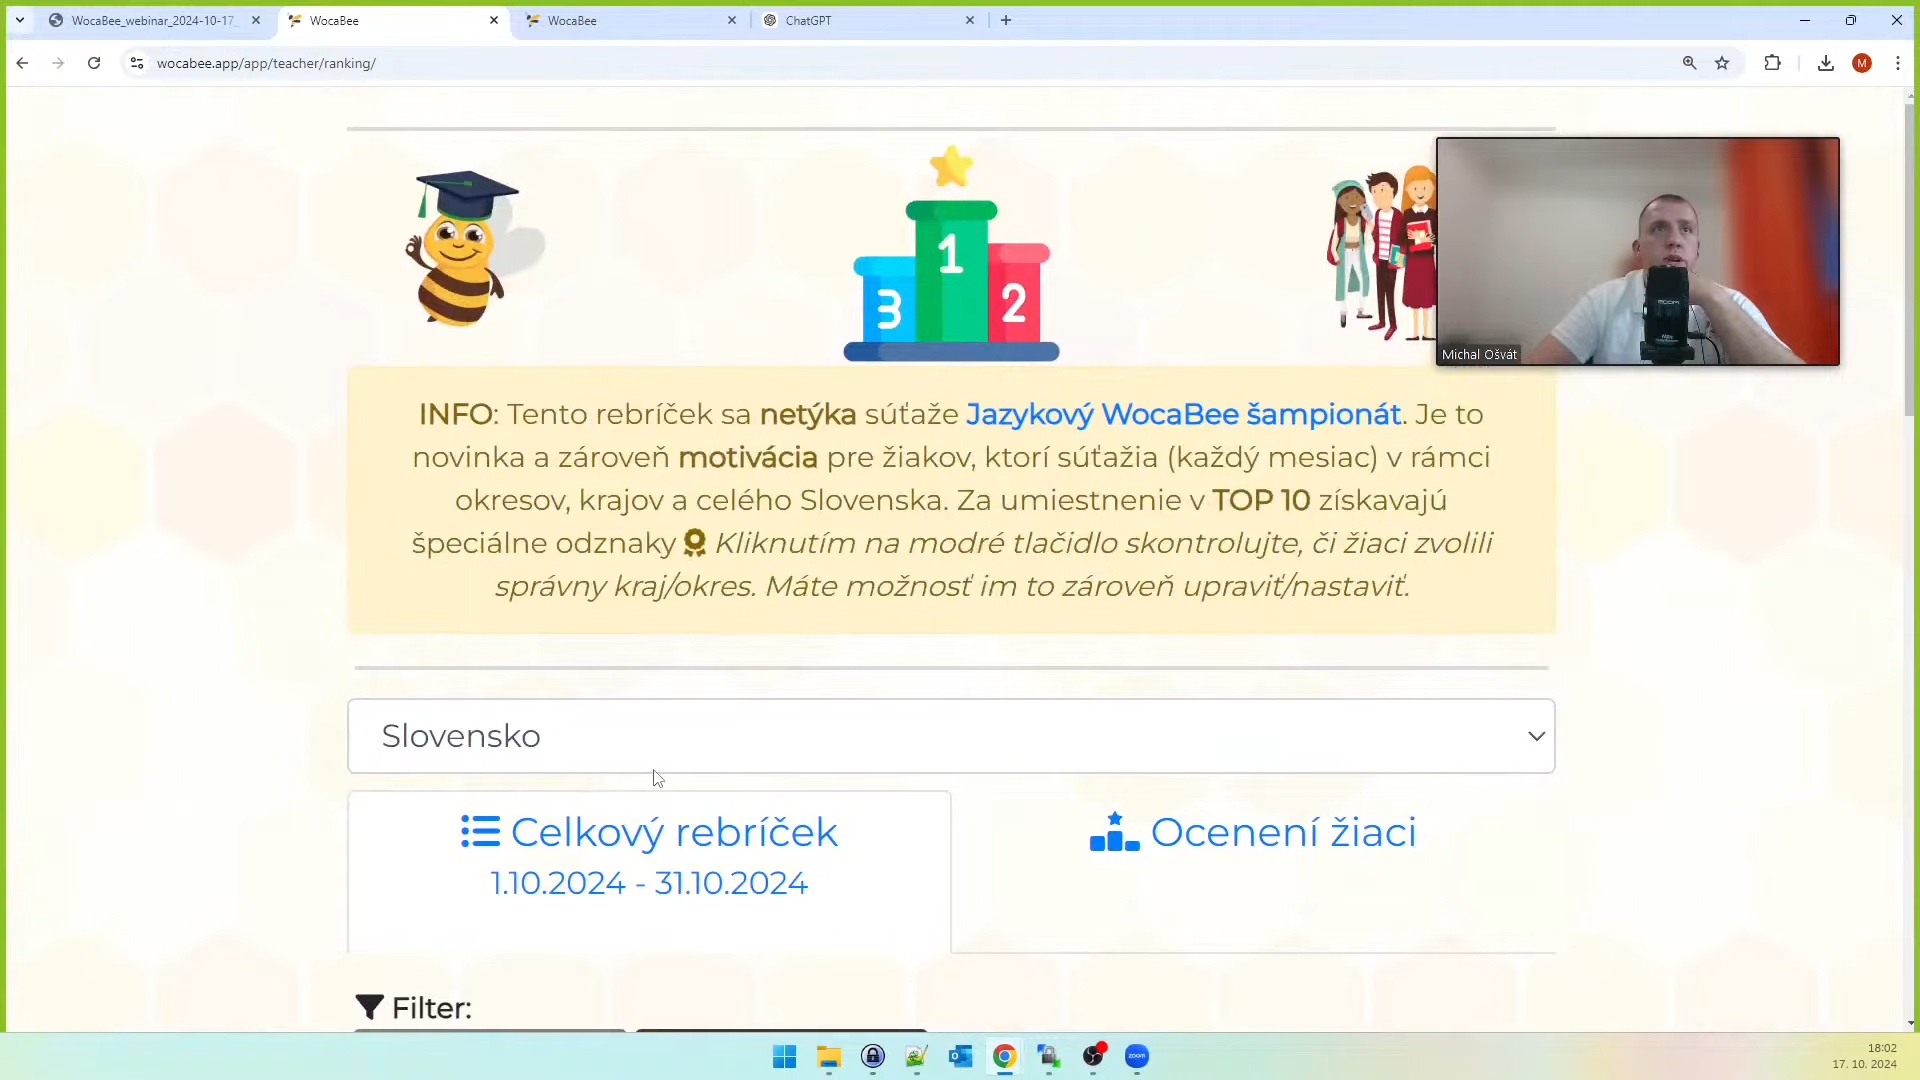 WocaBee_webinar_2024-10-17_
WocaBee
WocaBee
ChatGPT
wocabee.app/app/teacher/ranking/
M
1
3
2
Michal Ošvát
INFO: Tento rebríček sa netýka súťaže Jazykový WocaBee šampionát. Je to
novinka a zároveň motivácia pre žiakov, ktorí súťažia (každý mesiac) v rámci
okresov, krajov a celého Slovenska. Za umiestnenie v TOP 10 získavajú
špeciálne odznaky Kliknutím na modré tlačidlo skontrolujte, či žiaci zvolili
správny kraj/okres. Máte možnosť im to zároveň upraviť/nastaviť.
Slovensko
Celkový rebríček
1.10.2024 - 31.10.2024
Ocenení žiaci
Filter:
zoom
18:02
17. 10. 2024